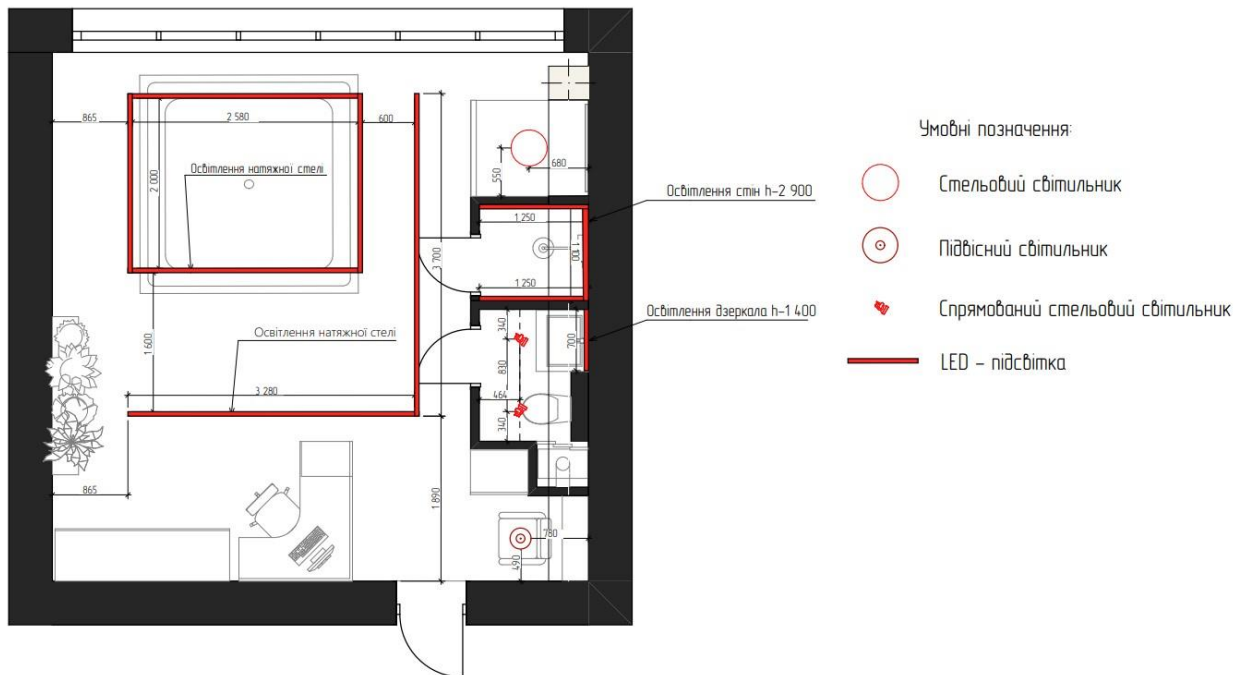 865
2 580
600
2 000
Освітлення натяжної стелі
550
680
Освітлення стін h-2 900
1 250
1 100
1 250
3 700
Освітлення дзеркала h-1 400
340
700
830
464
340
1 600
Освітлення натяжної стелі
3 280
865
1 890
780
490
Умовні позначення:
Стельовий світильник
Підвісний світильник
Спрямований стельовий світильник
LED – підсвітка